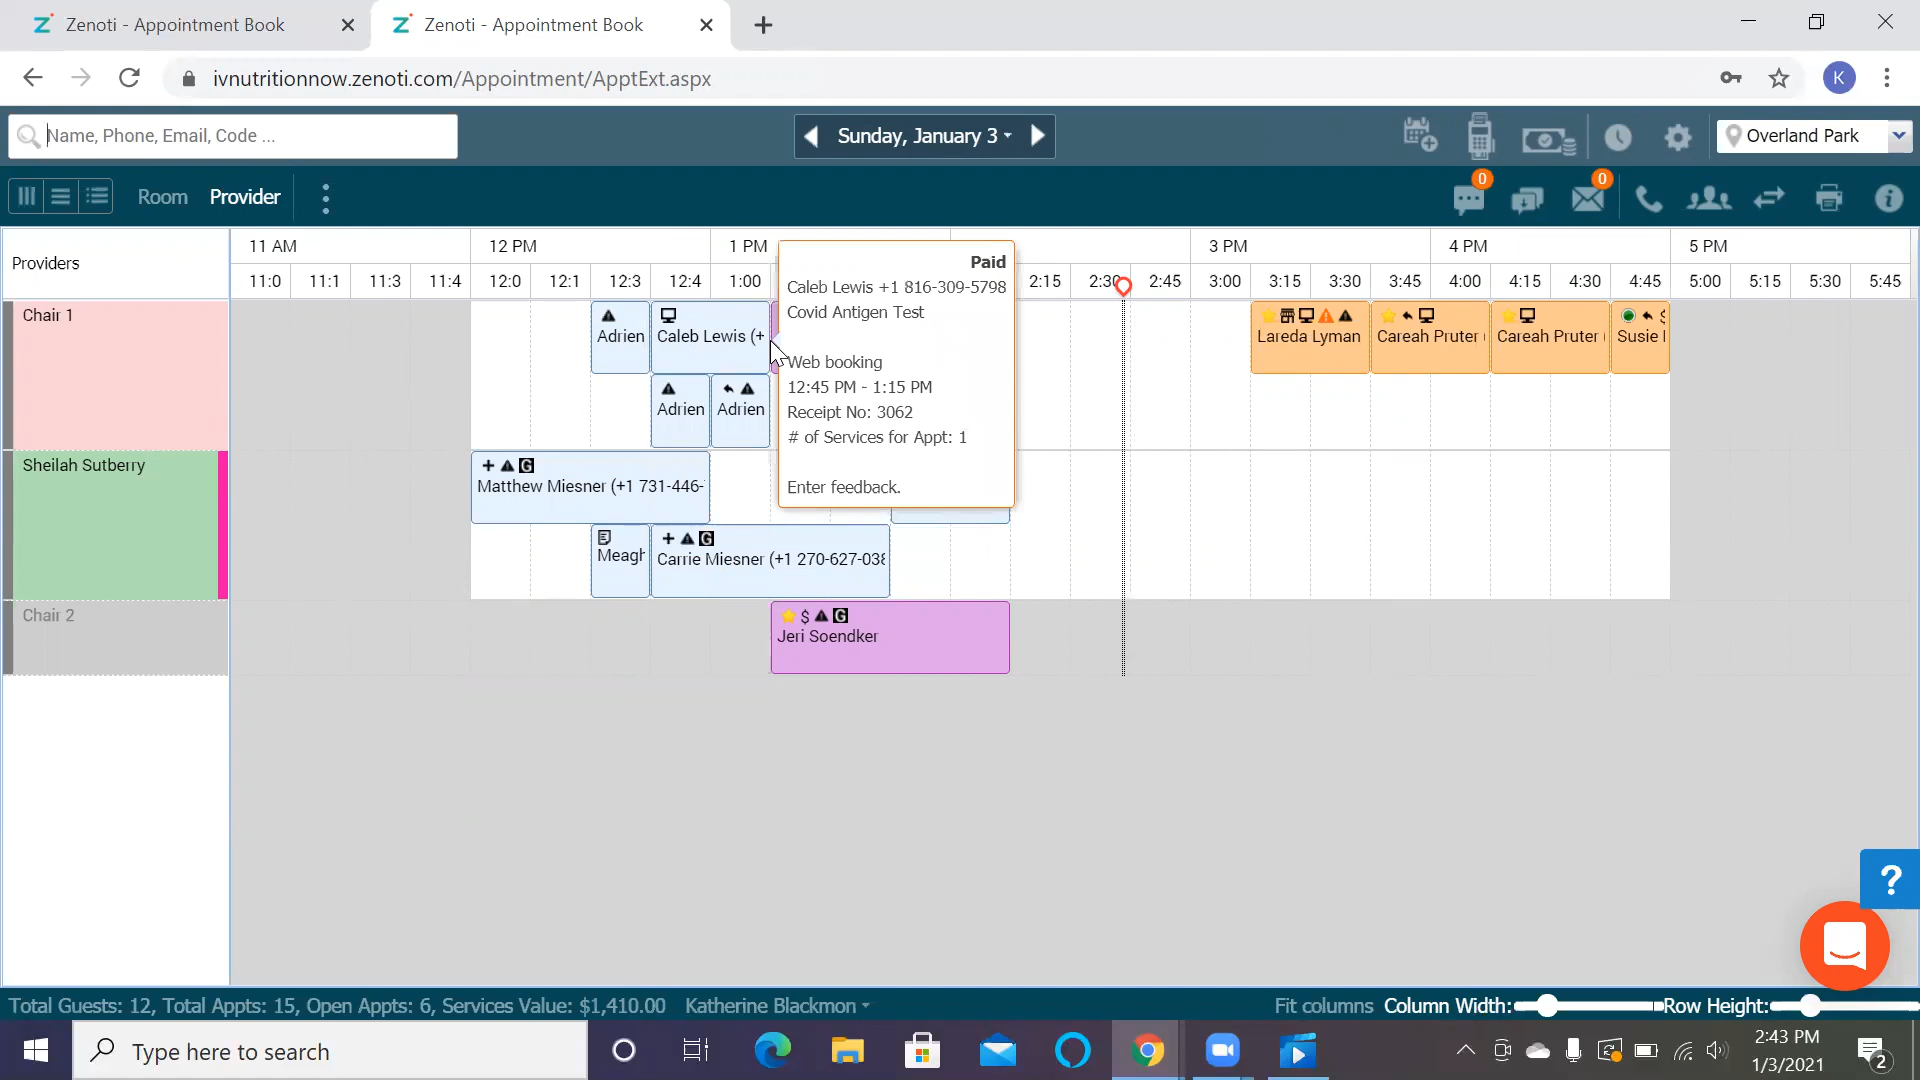 Zenoti - Appointment Book
Zenoti - Appointment Book
ivnutritionnow.zenoti.com/Appointment/ApptExt.aspx
K
Name, Phone, Email, Code ...
Sunday, January 3
Overland Park
Room
Provider
0
0
Providers
11 AM
12 PM
1 PM
3 PM
4 PM
5 PM
11:0
11:1
11:3
11:4
12:0
12:1
12:3
12:4
1:00
2:15
2:30
2:45
3:00
3:15
3:30
3:45
4:00
4:15
4:30
4:45
5:00
5:15
5:30
5:45
Paid
Caleb Lewis +1 816-309-5798
Covid Antigen Test
Web booking
12:45 PM - 1:15 PM
Receipt No: 3062
# of Services for Appt: 1
Enter feedback.
Chair 1
Adrien
Caleb Lewis (+
Lareda Lyman
Careah Pruter (
Careah Pruter (
Susie
Adrien
Adrien
Sheilah Sutberry
G
Matthew Miesner (+1 731-446-
Meagh
G
Carrie Miesner (+1 270-627-038
Chair 2
$
G
Jeri Soendker
?
Total Guests: 12, Total Appts: 15, Open Appts: 6, Services Value: $1,410.00
Katherine Blackmon
Fit columns
Column Width:
Row Height:
Type here to search
2:43 PM
1/3/2021
2